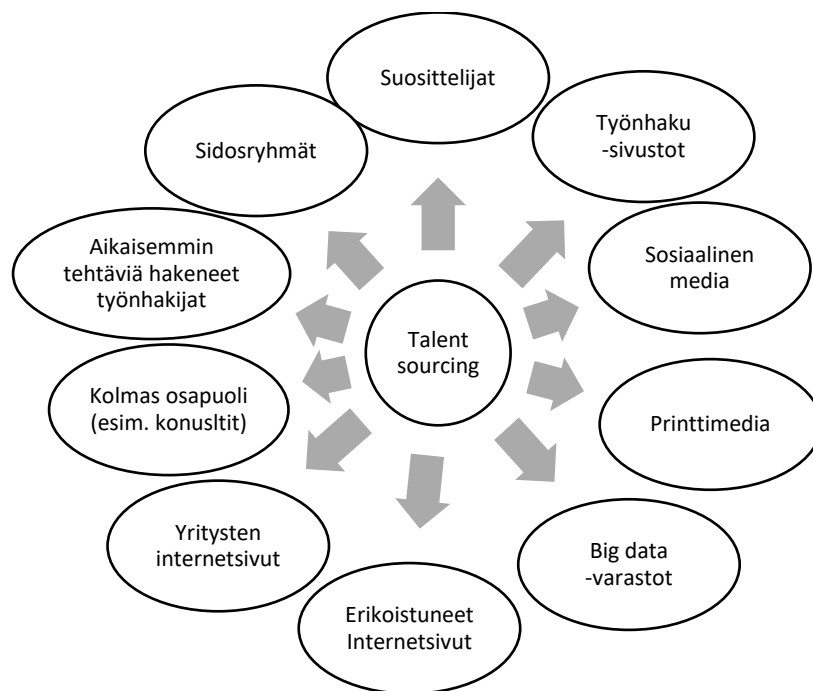 Suosittelijat
Työnhaku
-sivustot
Sosiaalinen
media
Printtimedia
Big data
-varastot
Erikoistuneet
Internetsivut
Yritysten
internetsivut
Kolmas osapuoli
(esim. konusltit)
Aikaisemmin
tehtäviä hakeneet
työnhakijat
Sidosryhmät
Talent
sourcing